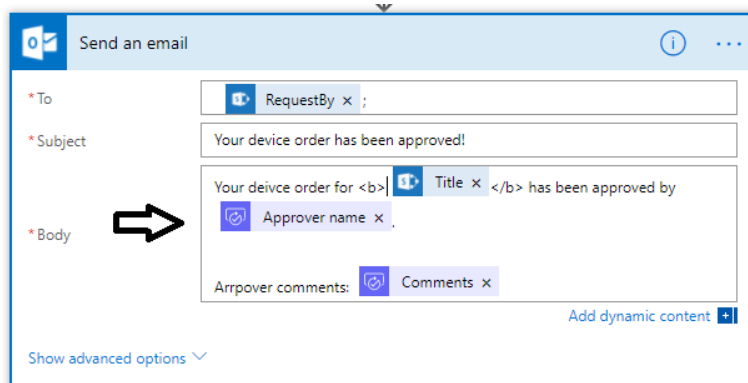 Send an email
*To
RequestBy × ;
*Subject
Your device order has been approved!
*Body
Your deivce order for <b> Title × </b> has been approved by
Approver name × .
Arrpover comments: Comments ×
Add dynamic content
Show advanced options